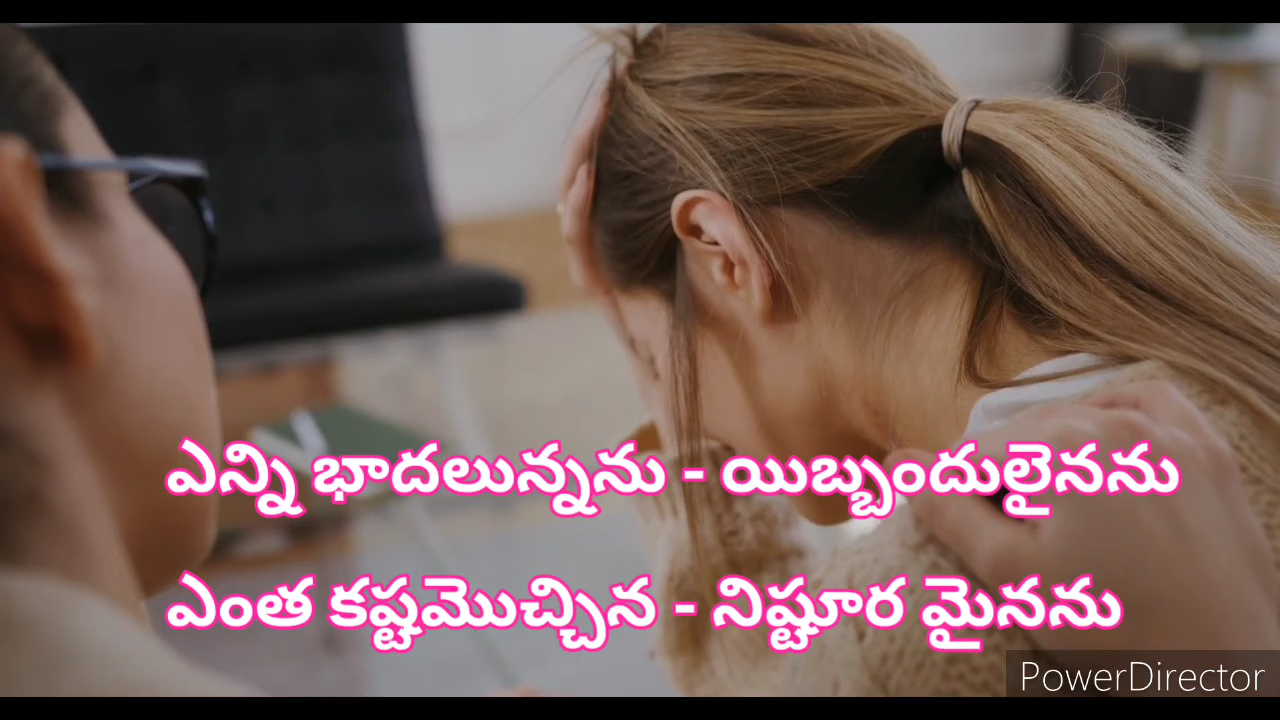 ఎన్ని భాదలున్నను - యిబ్బందులైనను
ఎంత కష్టమొచ్చిన - నిష్టూర మైనను
PowerDirector